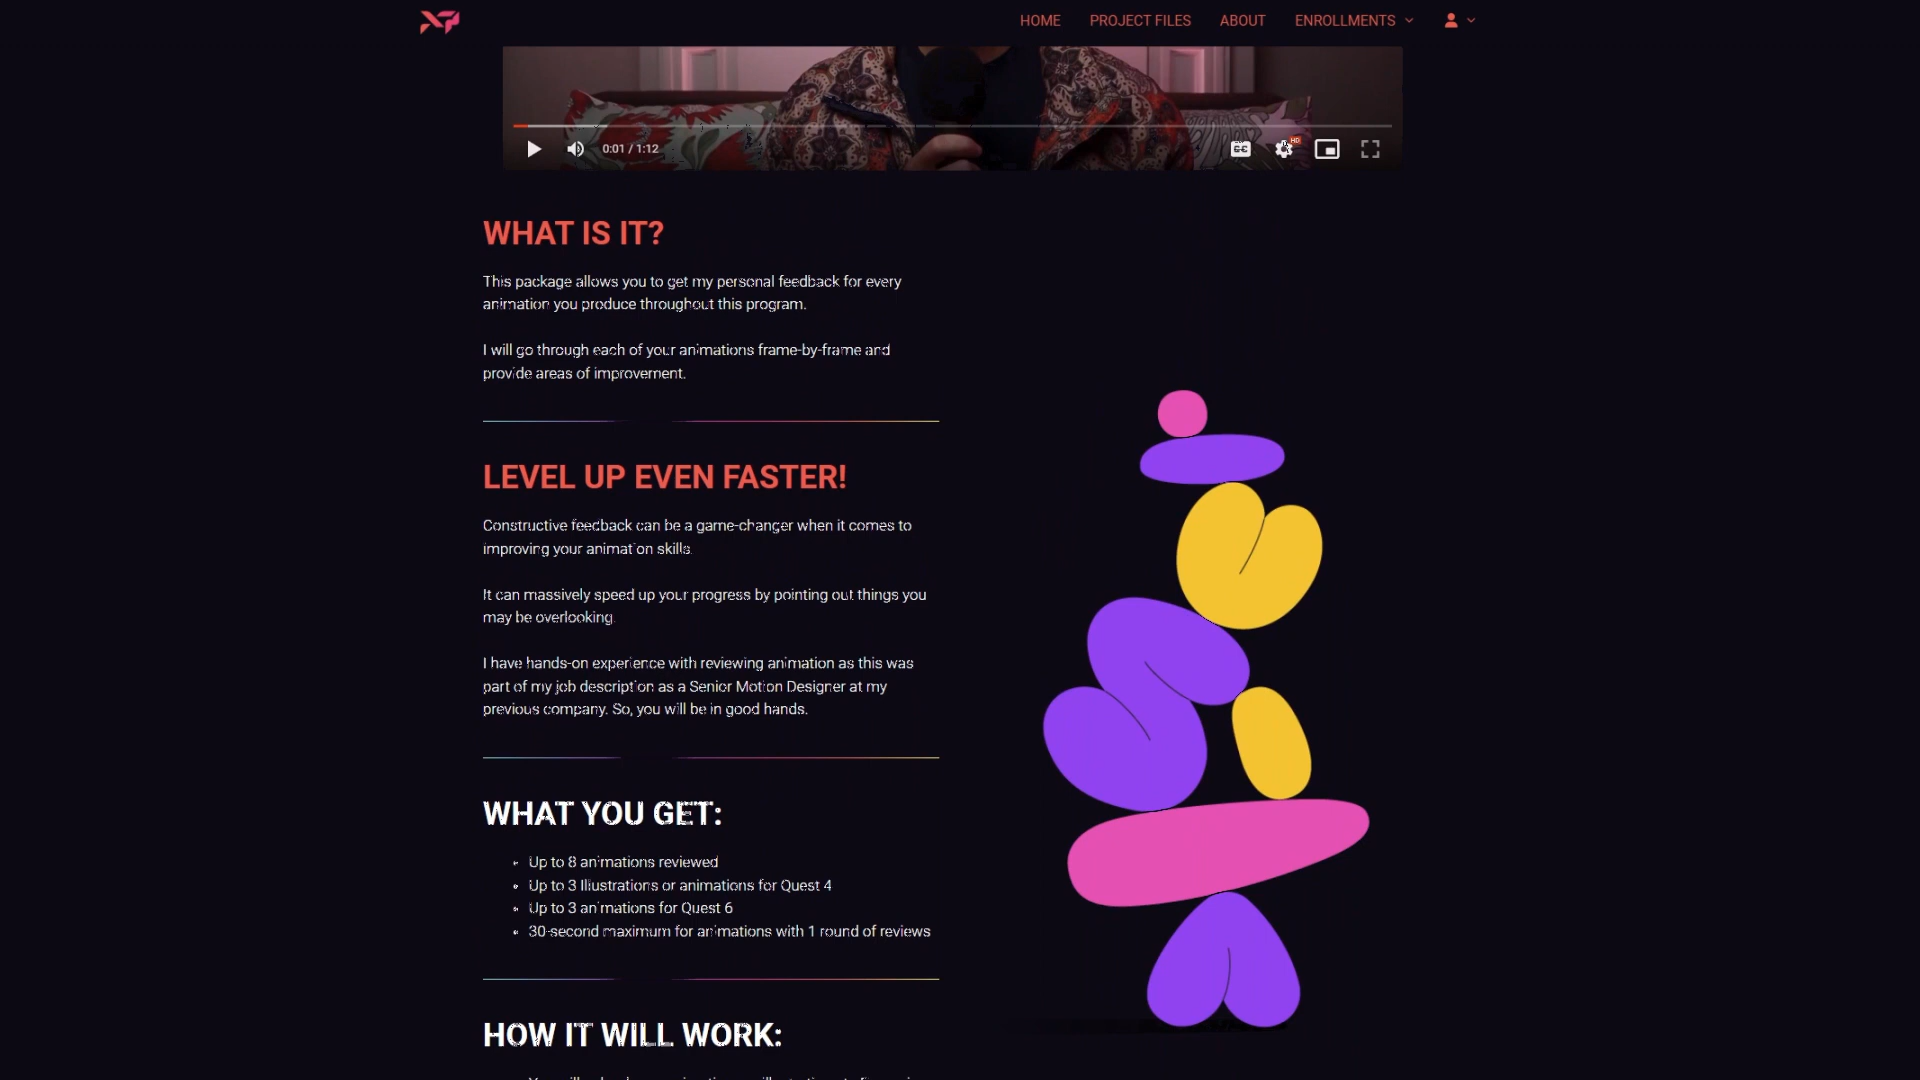 XP
HOME
PROJECT FILES
ABOUT
ENROLLMENTS
0:01 / 1:12
CC
HD
WHAT IS IT?
This package allows you to get my personal feedback for every
animation you produce throughout this program.
I will go through each of your animations frame-by-frame and
provide areas of improvement.
LEVEL UP EVEN FASTER!
Constructive feedback can be a game-changer when it comes to
improving your animation skills.
It can massively speed up your progress by pointing out things you
may be overlooking.
I have hands-on experience with reviewing animation as this was
part of my job description as a Senior Motion Designer at my
previous company. So, you will be in good hands.
WHAT YOU GET:
Up to 8 animations reviewed
Up to 3 Illustrations or animations for Quest 4
Up to 3 animations for Quest 6
30-second maximum for animations with 1 round of reviews
HOW IT WILL WORK: